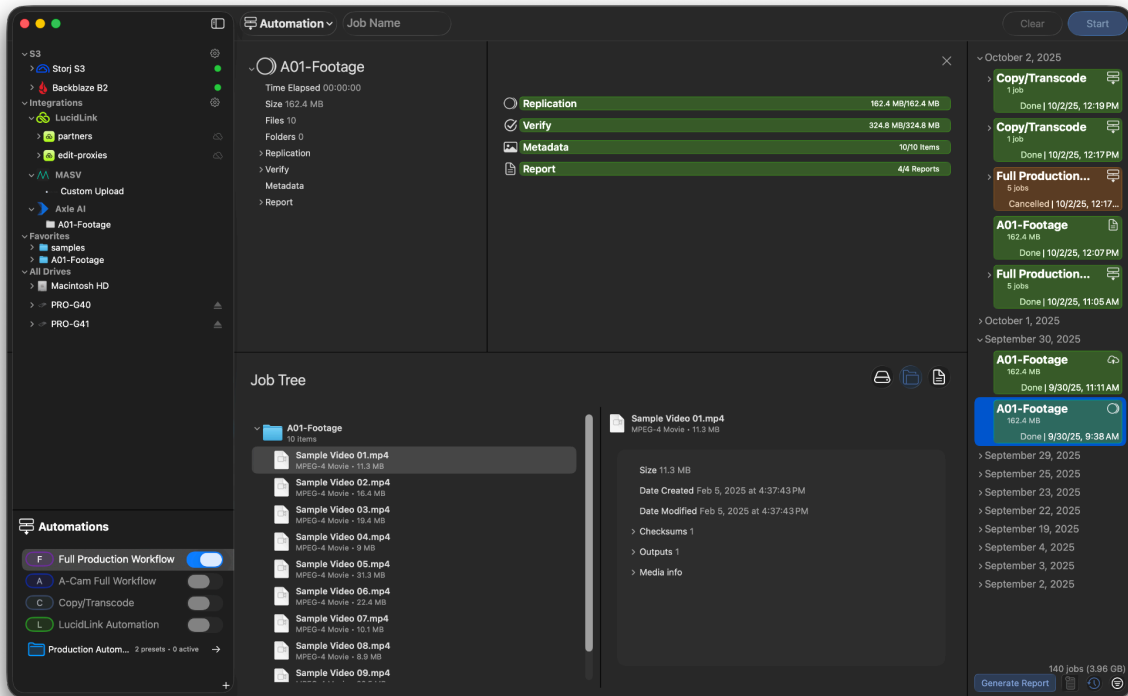 Automation
Job Name
Clear
Start
S3
Storj S3
Backblaze B2
Integrations
LucidLink
partners
edit-proxies
MASV
Custom Upload
Axle AI
A01-Footage
Favorites
samples
A01-Footage
All Drives
Macintosh HD
PRO-G40
PRO-G41
Automations
F Full Production Workflow
A A-Cam Full Workflow
C Copy/Transcode
L LucidLink Automation
Production Autom... 2 presets • 0 active
A01-Footage
Time Elapsed 00:00:00
Size 162.4 MB
Files 10
Folders 0
Replication
Verify
Metadata
Report
Replication 162.4 MB/162.4 MB
Verify 324.8 MB/324.8 MB
Metadata 10/10 Items
Report 4/4 Reports
Job Tree
A01-Footage
10 items
Sample Video 01.mp4
MPEG-4 Movie • 11.3 MB
Sample Video 02.mp4
MPEG-4 Movie • 16.4 MB
Sample Video 03.mp4
MPEG-4 Movie • 19.4 MB
Sample Video 04.mp4
MPEG-4 Movie • 9 MB
Sample Video 05.mp4
MPEG-4 Movie • 31.3 MB
Sample Video 06.mp4
MPEG-4 Movie • 22.4 MB
Sample Video 07.mp4
MPEG-4 Movie • 10.1 MB
Sample Video 08.mp4
MPEG-4 Movie • 8.9 MB
Sample Video 09.mp4
Sample Video 01.mp4
MPEG-4 Movie • 11.3 MB
Size 11.3 MB
Date Created Feb 5, 2025 at 4:37:43 PM
Date Modified Feb 5, 2025 at 4:37:43 PM
Checksums 1
Outputs 1
Media info
October 2, 2025
Copy/Transcode
1 job
Done | 10/2/25, 12:19 PM
Copy/Transcode
1 job
Done | 10/2/25, 12:17 PM
Full Production...
5 jobs
Cancelled | 10/2/25, 12:17...
A01-Footage
162.4 MB
Done | 10/2/25, 12:07 PM
Full Production...
5 jobs
Done | 10/2/25, 11:05 AM
October 1, 2025
September 30, 2025
A01-Footage
162.4 MB
Done | 9/30/25, 11:11 AM
A01-Footage
162.4 MB
Done | 9/30/25, 9:38 AM
September 29, 2025
September 25, 2025
September 23, 2025
September 22, 2025
September 19, 2025
September 4, 2025
September 3, 2025
September 2, 2025
140 jobs (3.96 GB)
Generate Report